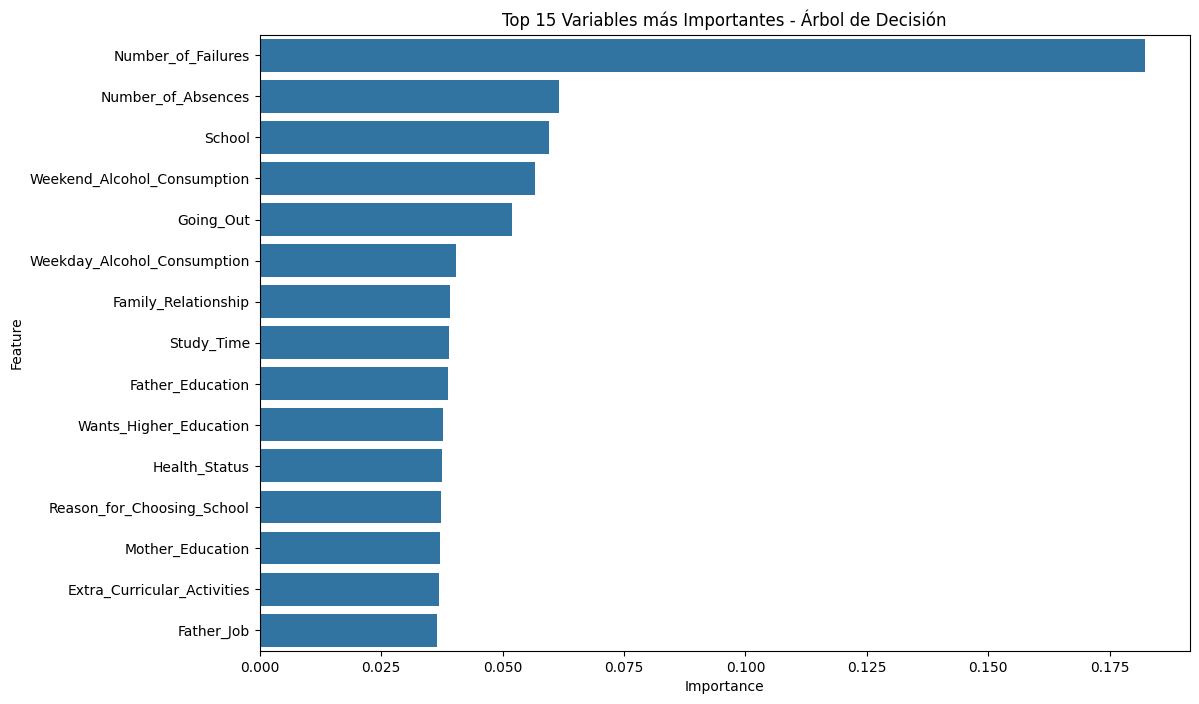 Top 15 Variables más Importantes - Árbol de Decisión
Number_of_Failures
Number_of_Absences
School
Weekend_Alcohol_Consumption
Going_Out
Weekday_Alcohol_Consumption
Family_Relationship
Study_Time
Father_Education
Wants_Higher_Education
Health_Status
Reason_for_Choosing_School
Mother_Education
Extra_Curricular_Activities
Father_Job
Feature
0.000 0.025 0.050 0.075 0.100 0.125 0.150 0.175
Importance